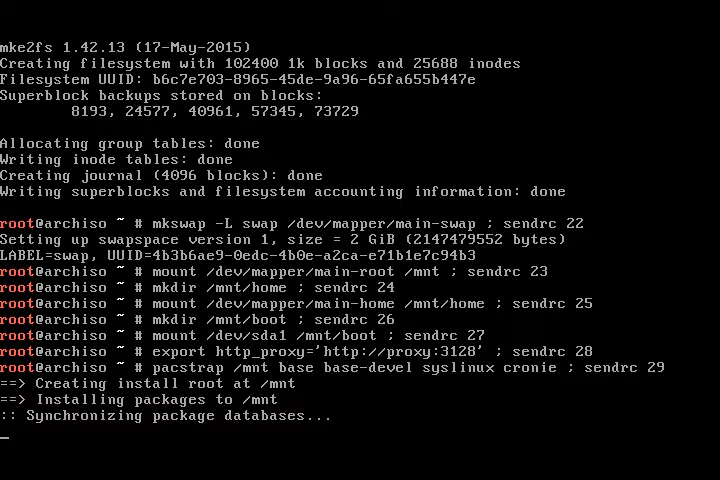 mke2fs 1.42.13 (17-May-2015)
Creating filesystem with 102400 1k blocks and 25688 inodes
Filesystem UUID: b6c7e703-8965-45de-9a96-65fa655b447e
Superblock backups stored on blocks:
        8193, 24577, 40961, 57345, 73729
Allocating group tables: done
Writing inode tables: done
Creating journal (4096 blocks): done
Writing superblocks and filesystem accounting information: done
root@archiso ~ # mkswap -L swap /dev/mapper/main-swap ; sendrc 22
Setting up swapspace version 1, size = 2 GiB (2147479552 bytes)
LABEL=swap, UUID=4b3b6ae9-0edc-4b0e-a2ca-e71b1e7c94b3
root@archiso ~ # mount /dev/mapper/main-root /mnt ; sendrc 23
root@archiso ~ # mkdir /mnt/home ; sendrc 24
root@archiso ~ # mount /dev/mapper/main-home /mnt/home ; sendrc 25
root@archiso ~ # mkdir /mnt/boot ; sendrc 26
root@archiso ~ # mount /dev/sda1 /mnt/boot ; sendrc 27
root@archiso ~ # export http_proxy='http://proxy:3128' ; sendrc 28
root@archiso ~ # pacstrap /mnt base base-devel syslinux cronie ; sendrc 29
==> Creating install root at /mnt
==> Installing packages to /mnt
:: Synchronizing package databases...
_